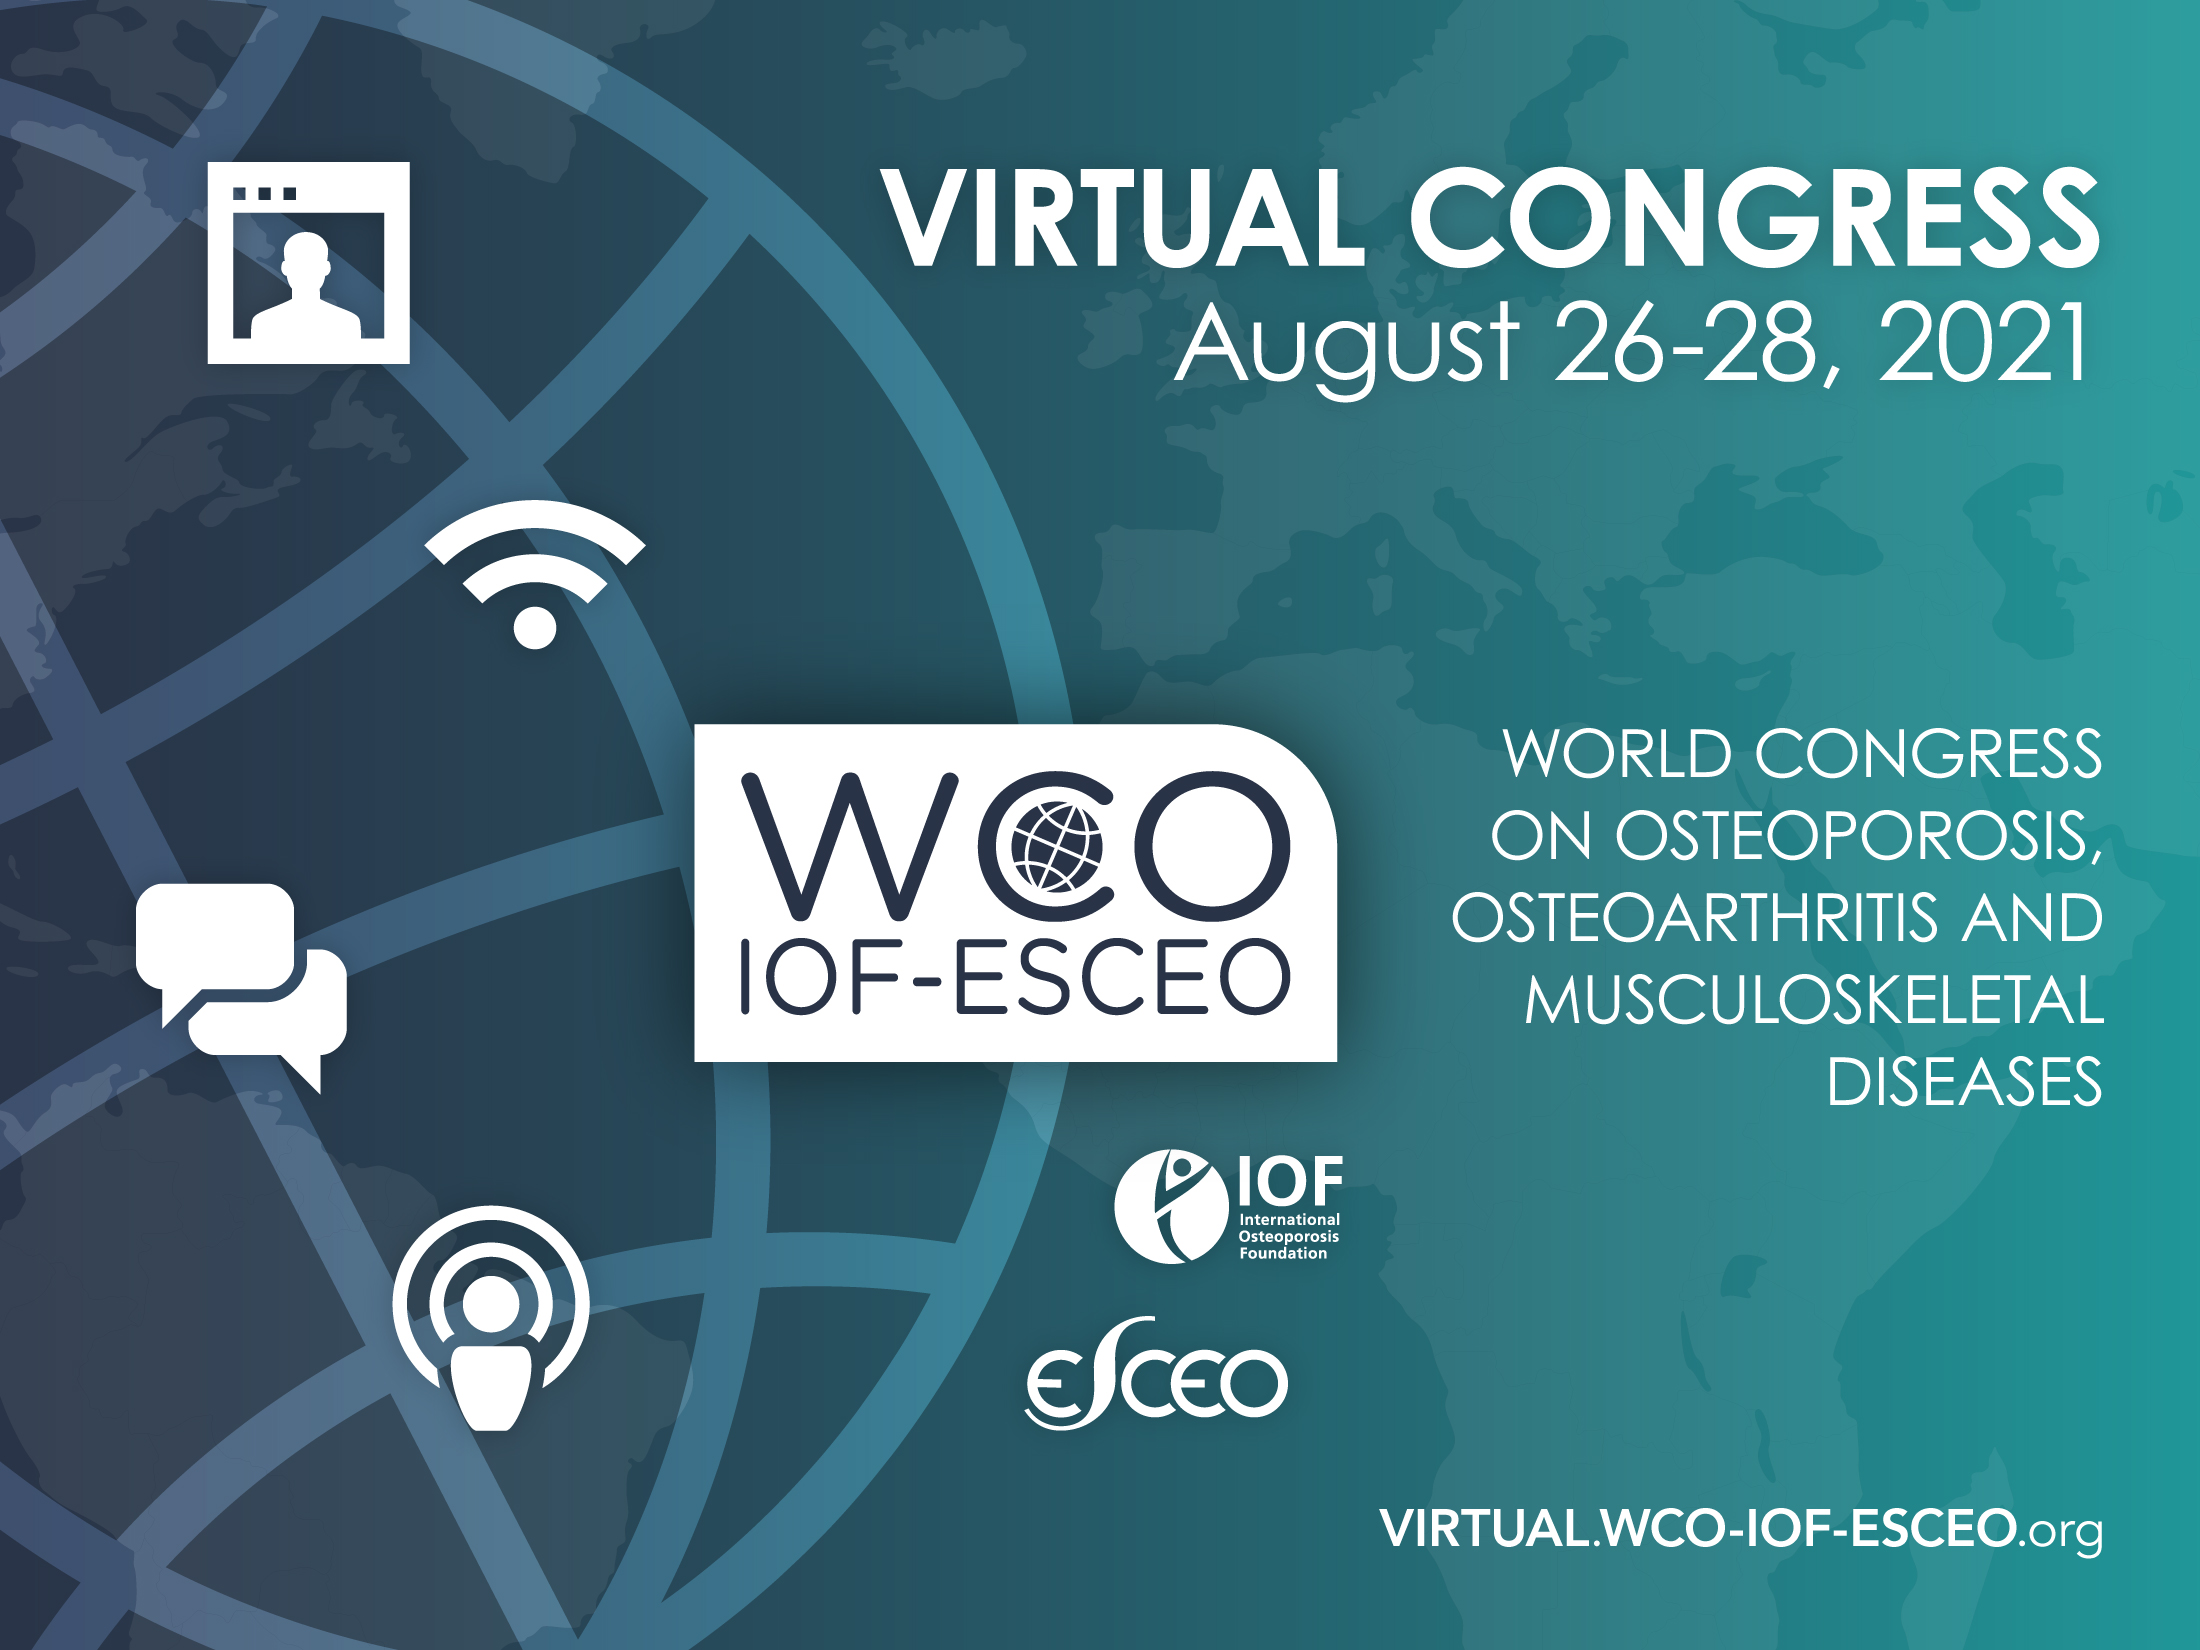 VIRTUAL CONGRESS
August 26-28, 2021
WCO
IOF-ESCEO
WORLD CONGRESS
ON OSTEOPOROSIS,
OSTEOARTHRITIS AND
MUSCULOSKELETAL
DISEASES
IOF
International
Osteoporosis
Foundation
ESCEO
VIRTUAL.WCO-IOF-ESCEO.org